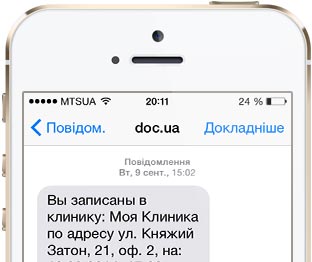 MTSUA 20:11 24 %
Повідом. doc.ua Докладніше
Повідомлення
Вт, 9 сент., 15:02
Вы записаны в
клинику: Моя Клиника
по адресу ул. Княжий
Затон, 21, оф. 2, на: